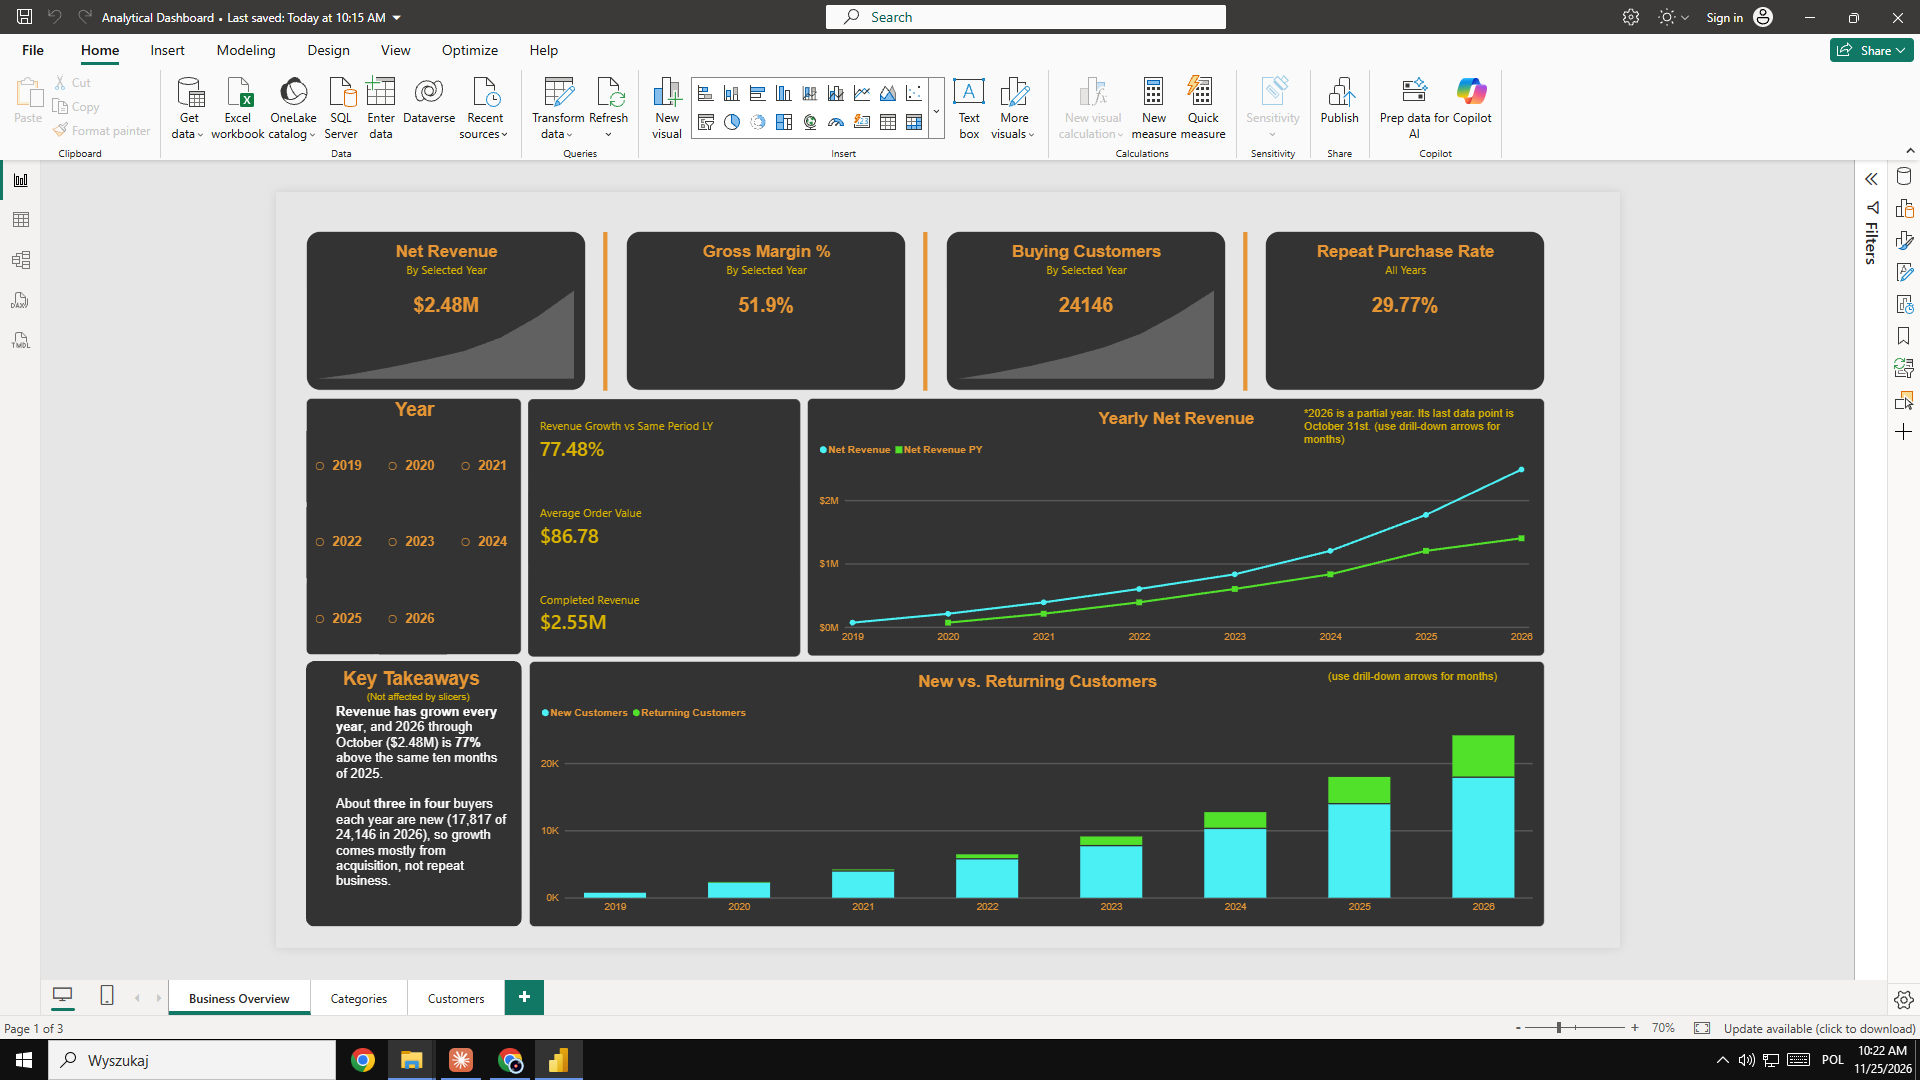 Analytical Dashboard • Last saved: Today at 10:15 AM
Search
Sign in
File Home Insert Modeling Design View Optimize Help
Share
Paste
Cut
Copy
Format painter
Clipboard
Get data
Excel workbook
OneLake catalog
SQL Server
Enter data
Dataverse
Recent sources
Data
Transform data
Refresh
Queries
New visual
Text box
More visuals
Insert
New visual calculation
New measure
Quick measure
Calculations
Sensitivity
Sensitivity
Publish
Share
Prep data for AI
Copilot
Copilot
DAX
TMDL
Filters
Net Revenue
By Selected Year
$2.48M
Gross Margin %
By Selected Year
51.9%
Buying Customers
By Selected Year
24146
Repeat Purchase Rate
All Years
29.77%
Year
2019 2020 2021
2022 2023 2024
2025 2026
Revenue Growth vs Same Period LY
77.48%
Average Order Value
$86.78
Completed Revenue
$2.55M
Yearly Net Revenue
*2026 is a partial year. Its last data point is
October 31st. (use drill-down arrows for
months)
Net Revenue Net Revenue PY
$2M
$1M
$0M
2019 2020 2021 2022 2023 2024 2025 2026
Key Takeaways
(Not affected by slicers)
Revenue has grown every
year, and 2026 through
October ($2.48M) is 77%
above the same ten months
of 2025.
About three in four buyers
each year are new (17,817 of
24,146 in 2026), so growth
comes mostly from
acquisition, not repeat
business.
New vs. Returning Customers
(use drill-down arrows for months)
New Customers Returning Customers
20K
10K
0K
2019 2020 2021 2022 2023 2024 2025 2026
Business Overview
Categories
Customers
Page 1 of 3
- + 70%
Update available (click to download)
Wyszukaj
POL
10:22 AM
11/25/2026